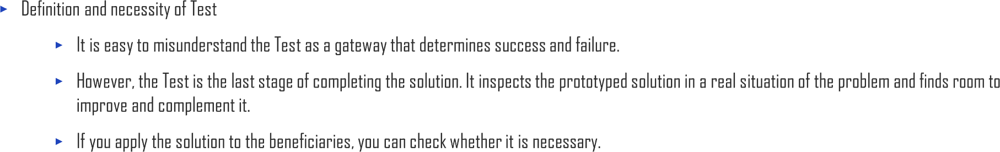 Definition and necessity of Test
It is easy to misunderstand the Test as a gateway that determines success and failure.
However, the Test is the last stage of completing the solution. It inspects the prototyped solution in a real situation of the problem and finds room to
improve and complement it.
If you apply the solution to the beneficiaries, you can check whether it is necessary.